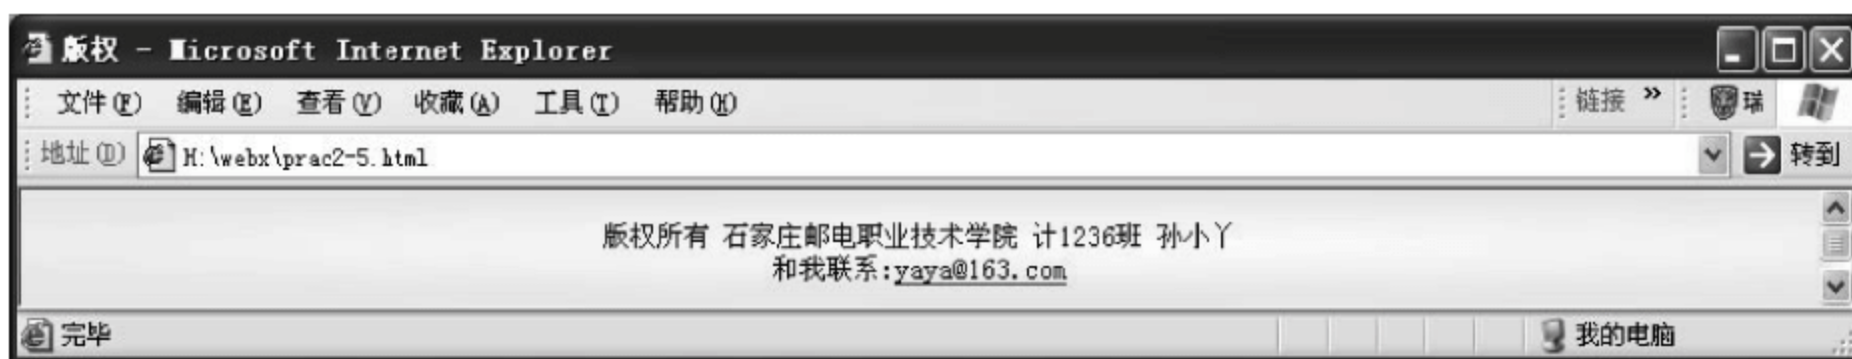 版权 - Microsoft Internet Explorer
文件(F) 编辑(E) 查看(V) 收藏(A) 工具(T) 帮助(H) 链接 » 瑞
地址(D) H:\webx\prac2-5.html 转到
版权所有 石家庄邮电职业技术学院 计1236班 孙小丫
和我联系:yaya@163.com
完毕 我的电脑